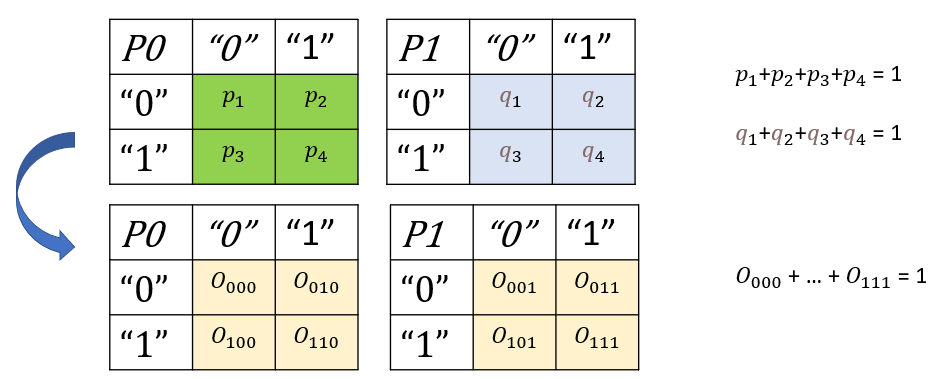 P0 “0” “1” P1 “0” “1”
“0” p₁ p₂ “0” q₁ q₂ p₁+p₂+p₃+p₄ = 1
“1” p₃ p₄ “1” q₃ q₄ q₁+q₂+q₃+q₄ = 1
P0 “0” “1” P1 “0” “1”
“0” O₀₀₀ O₀₁₀ “0” O₀₀₁ O₀₁₁ O₀₀₀ + ... + O₁₁₁ = 1
“1” O₁₀₀ O₁₁₀ “1” O₁₀₁ O₁₁₁